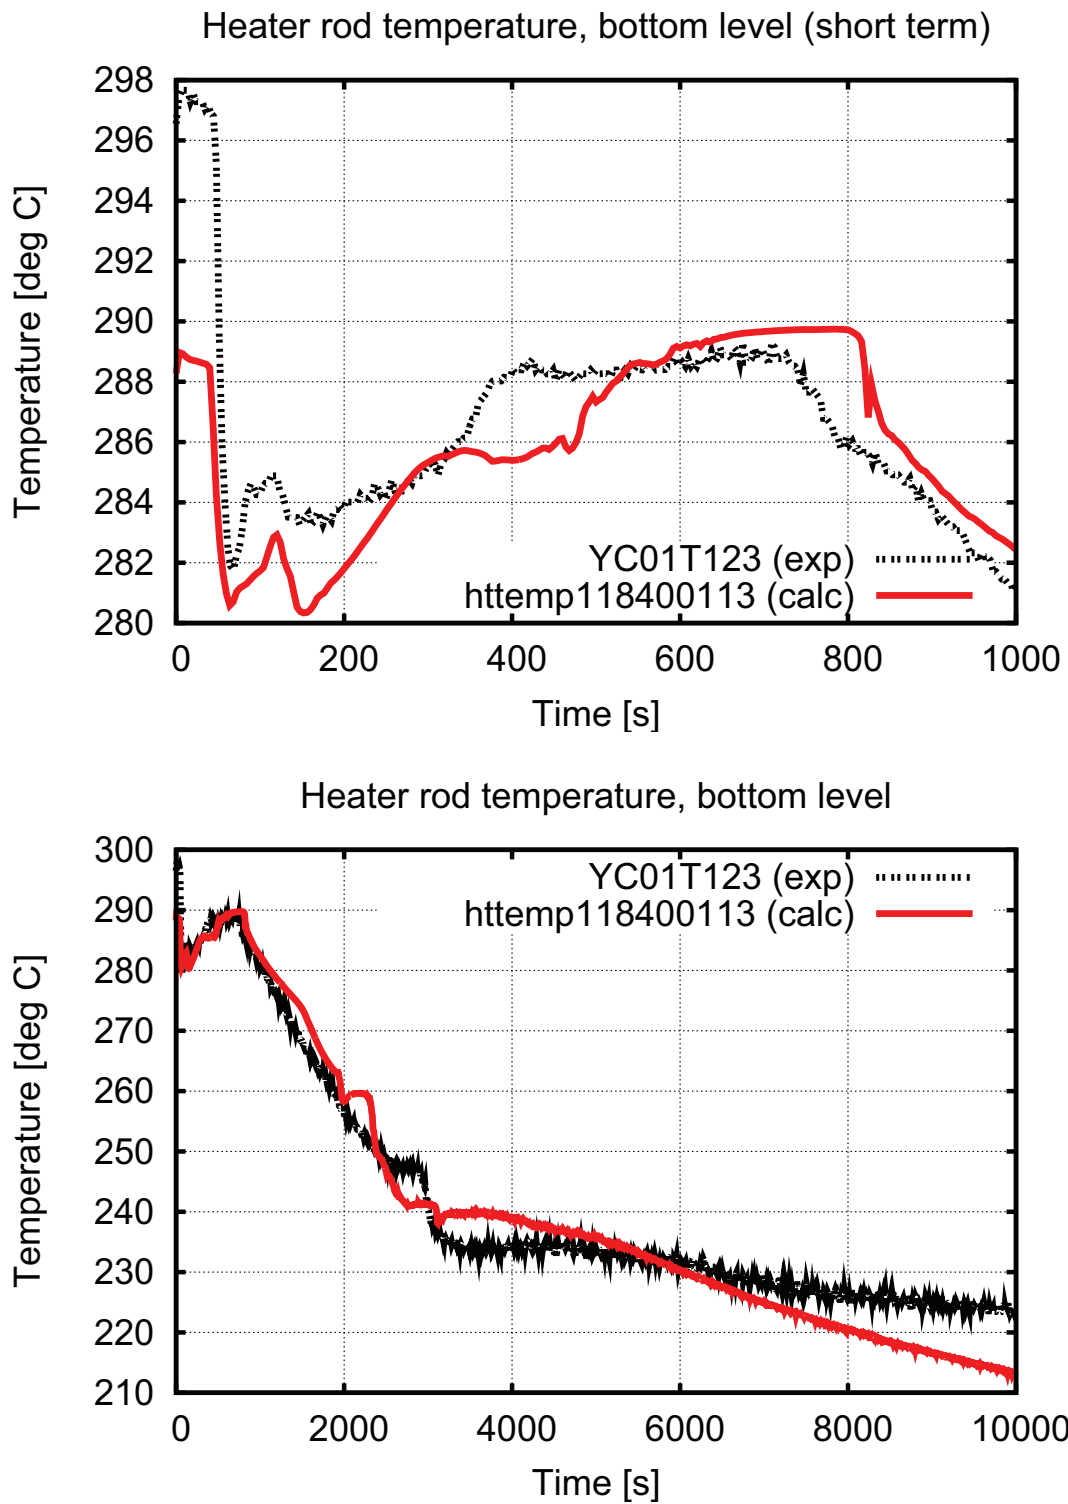 Heater rod temperature, bottom level (short term)
298
296
294
292
290
288
286
284
282
280
Temperature [deg C]
YC01T123 (exp)
httemp118400113 (calc)
0 200 400 600 800 1000
Time [s]
Heater rod temperature, bottom level
300
290
280
270
260
250
240
230
220
210
Temperature [deg C]
YC01T123 (exp)
httemp118400113 (calc)
0 2000 4000 6000 8000 10000
Time [s]